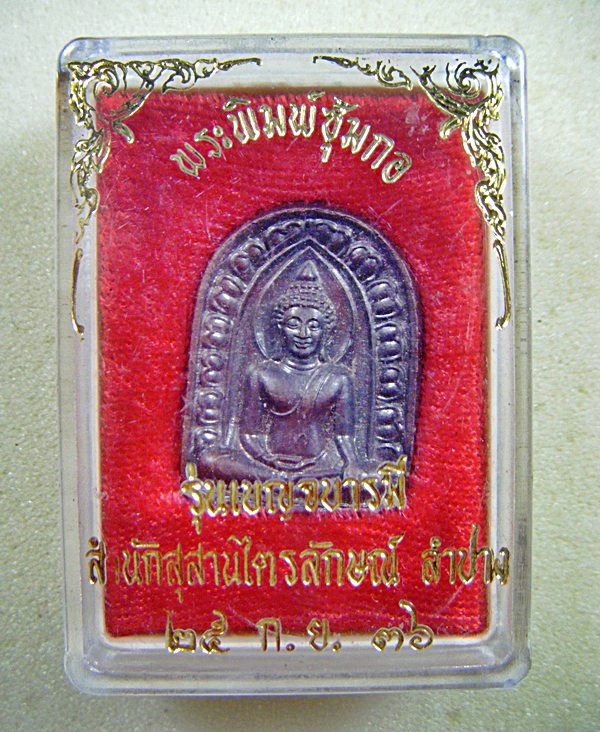 พระพิมพ์ซุ้มกอ
รุ่นเบญจบารมี
สำนักสุสานไตรลักษณ์ ลำปาง
๒๕ ก.ย. ๓๖